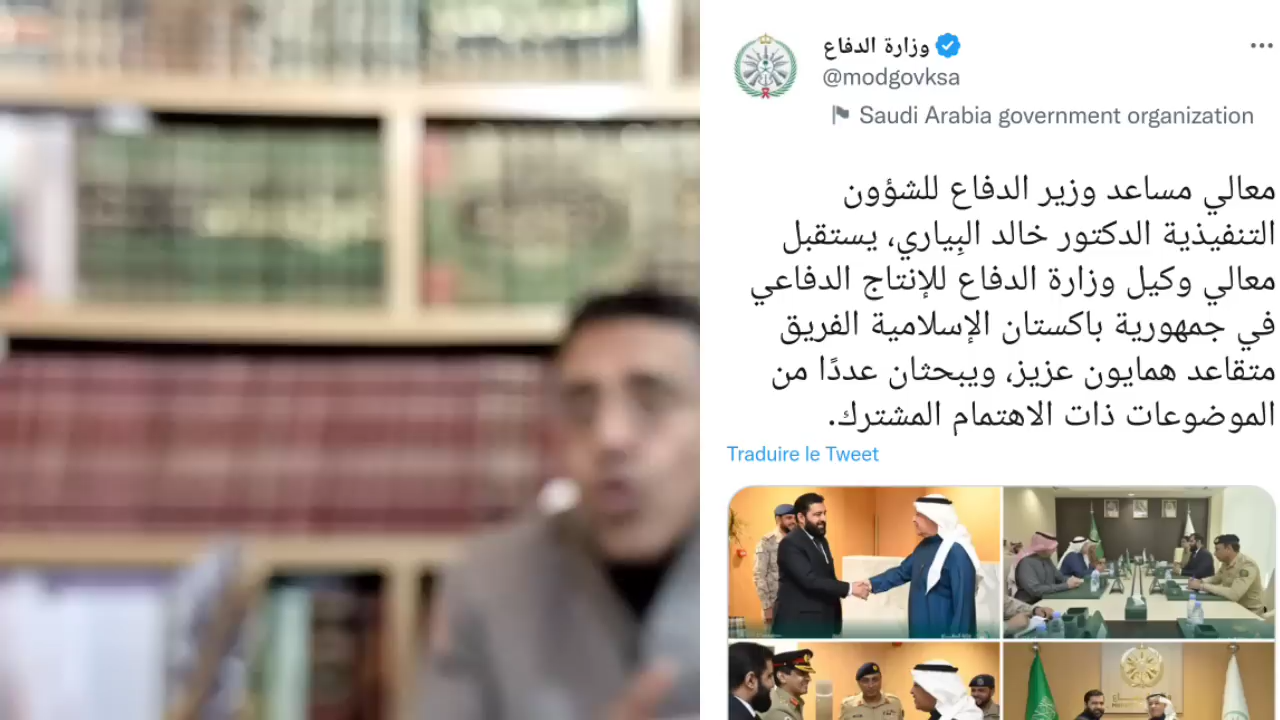 وزارة الدفاع
@modgovksa
Saudi Arabia government organization
معالي مساعد وزير الدفاع للشؤون
التنفيذية الدكتور خالد البِياري، يستقبل
معالي وكيل وزارة الدفاع للإنتاج الدفاعي
في جمهورية باكستان الإسلامية الفريق
متقاعد همايون عزيز، ويبحثان عددًا من
الموضوعات ذات الاهتمام المشترك.
Traduire le Tweet